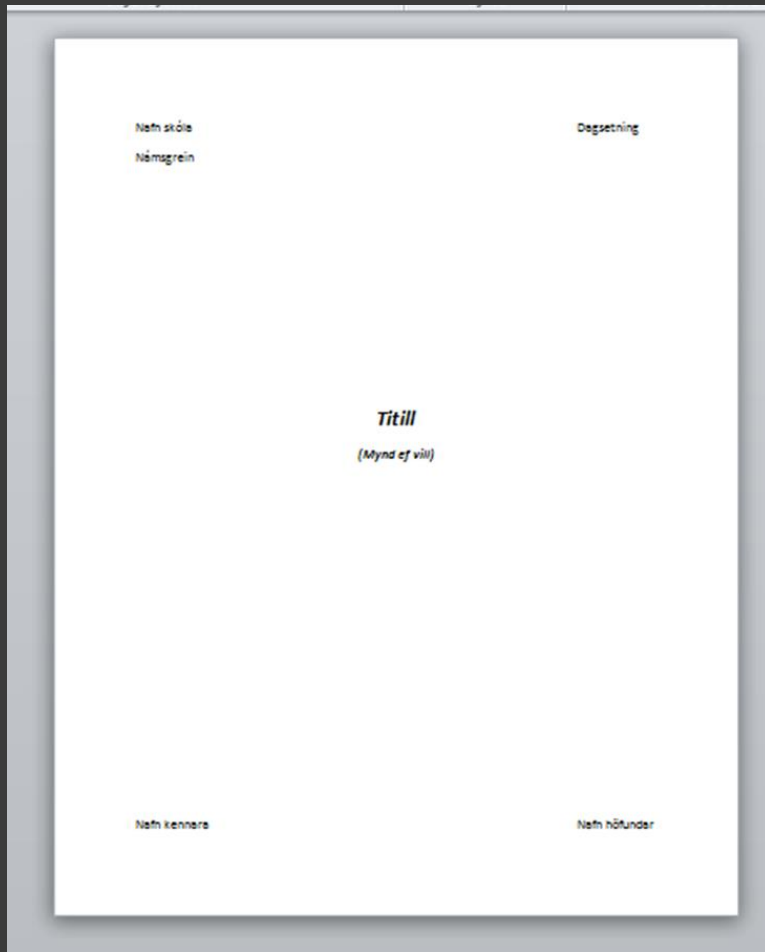 Nafn skóla Dagsetning
Námsgrein
Titill
(Mynd ef vill)
Nafn kennara Nafn höfundar